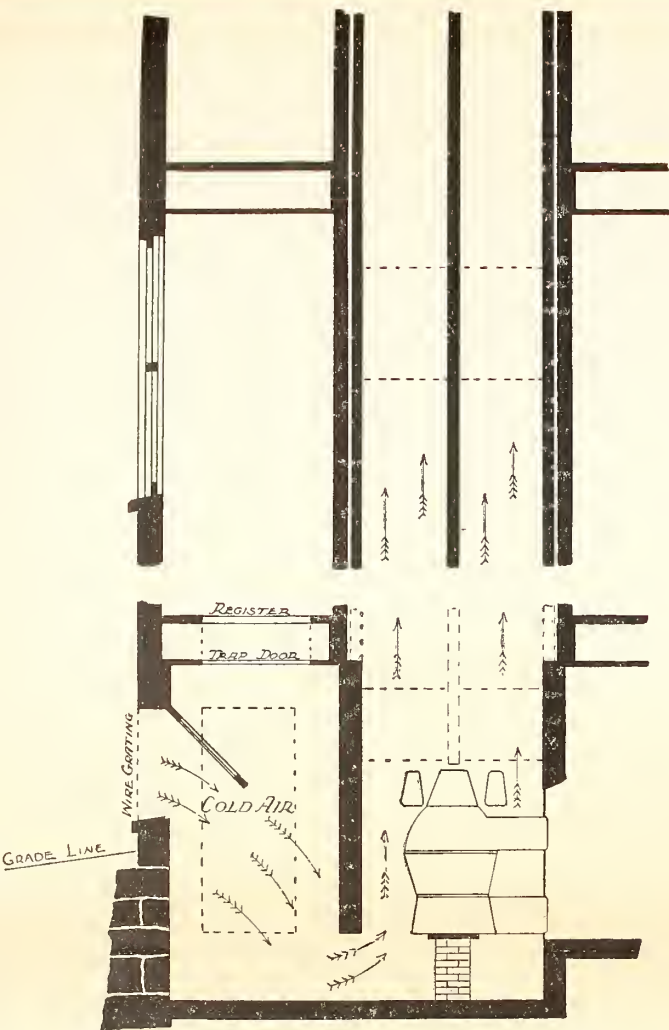 REGISTER
TRAP DOOR
WIRE GRATING
COLD AIR
GRADE LINE